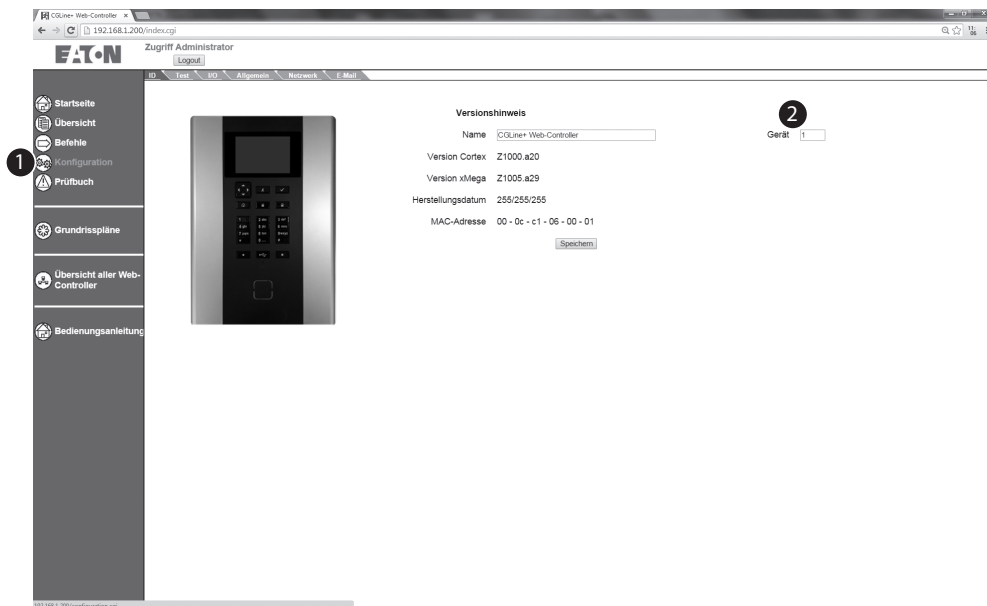 CGLine+ Web-Controller
192.168.1.200/index.cgi
EATON
Zugriff Administrator
Logout
ID Test I/O Allgemein Netzwerk E-Mail
Startseite
Übersicht
Befehle
1
Konfiguration
Prüfbuch
Grundrisspläne
Übersicht aller Web-
Controller
Bedienungsanleitung
Versionshinweis
2
Name CGLine+ Web-Controller
Gerät 1
Version Cortex Z1000.a20
Version xMega Z1005.a29
Herstellungsdatum 255/255/255
MAC-Adresse 00 - 0c - c1 - 06 - 00 - 01
Speichern